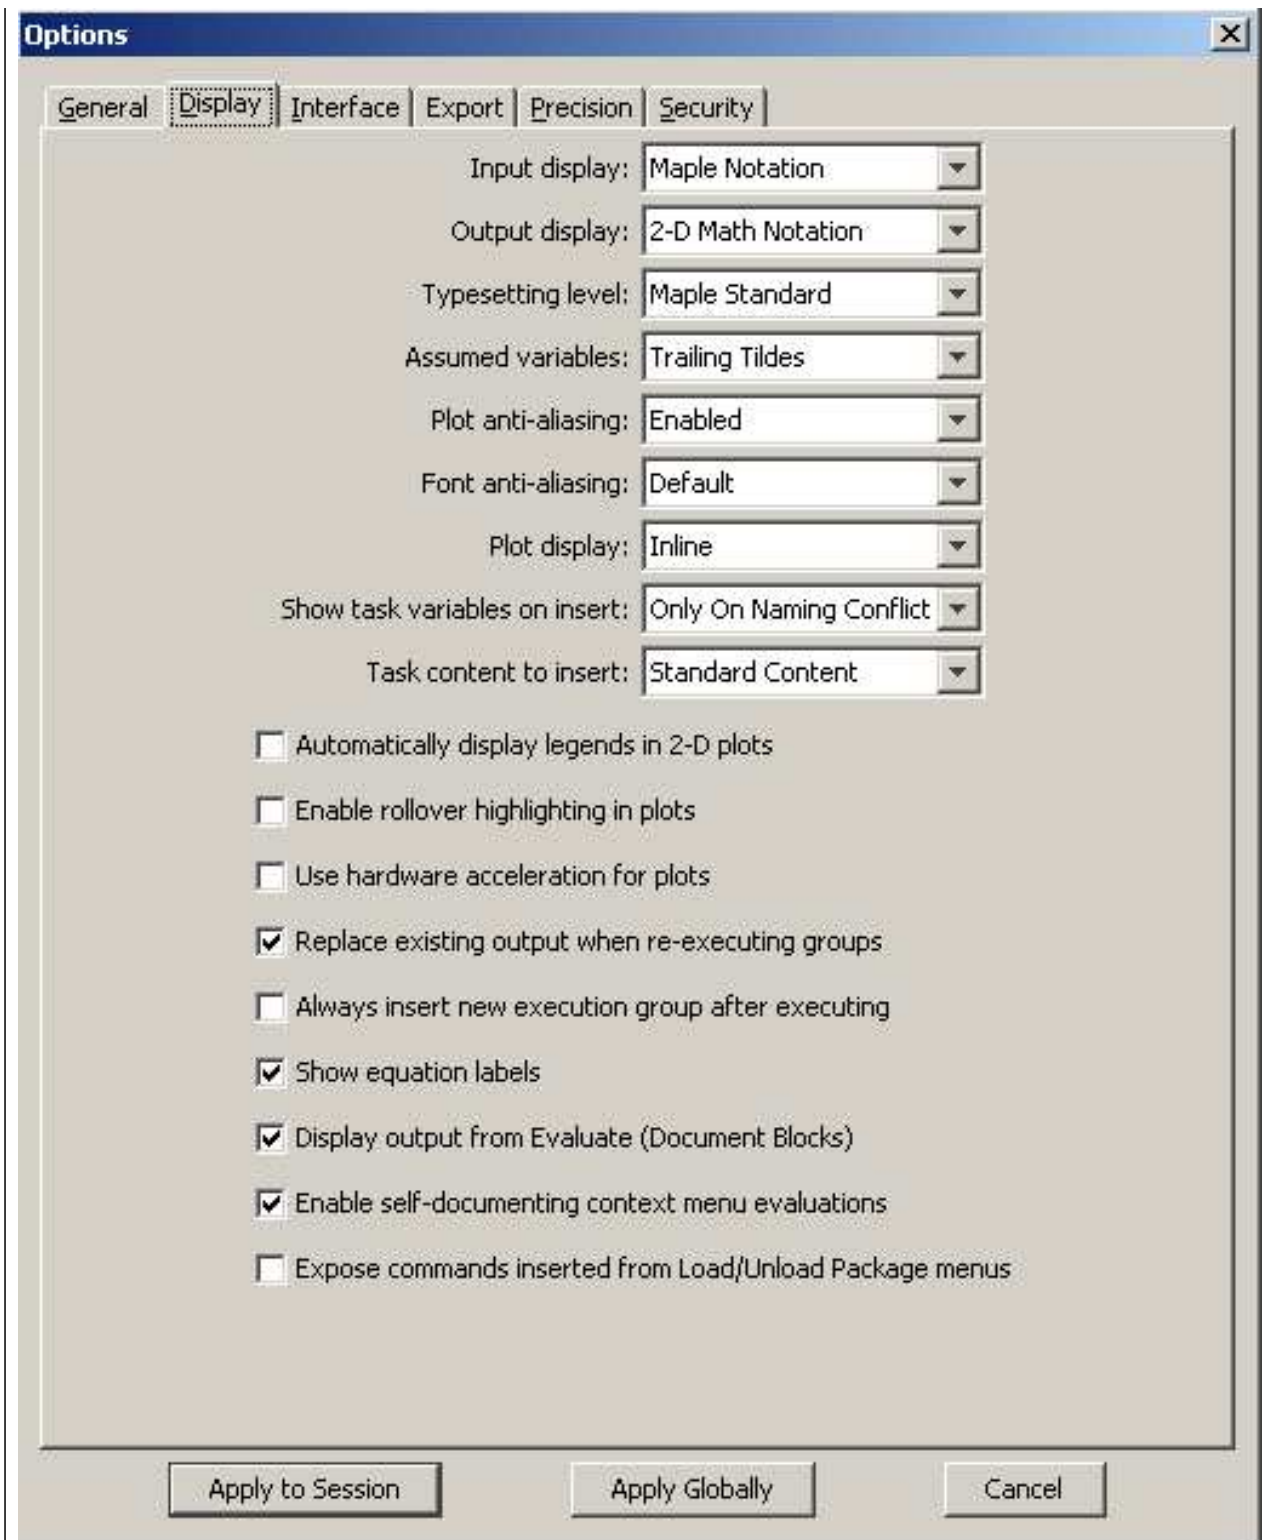 Options
General Display Interface Export Precision Security
Input display: Maple Notation
Output display: 2-D Math Notation
Typesetting level: Maple Standard
Assumed variables: Trailing Tildes
Plot anti-aliasing: Enabled
Font anti-aliasing: Default
Plot display: Inline
Show task variables on insert: Only On Naming Conflict
Task content to insert: Standard Content
Automatically display legends in 2-D plots
Enable rollover highlighting in plots
Use hardware acceleration for plots
Replace existing output when re-executing groups
Always insert new execution group after executing
Show equation labels
Display output from Evaluate (Document Blocks)
Enable self-documenting context menu evaluations
Expose commands inserted from Load/Unload Package menus
Apply to Session Apply Globally Cancel